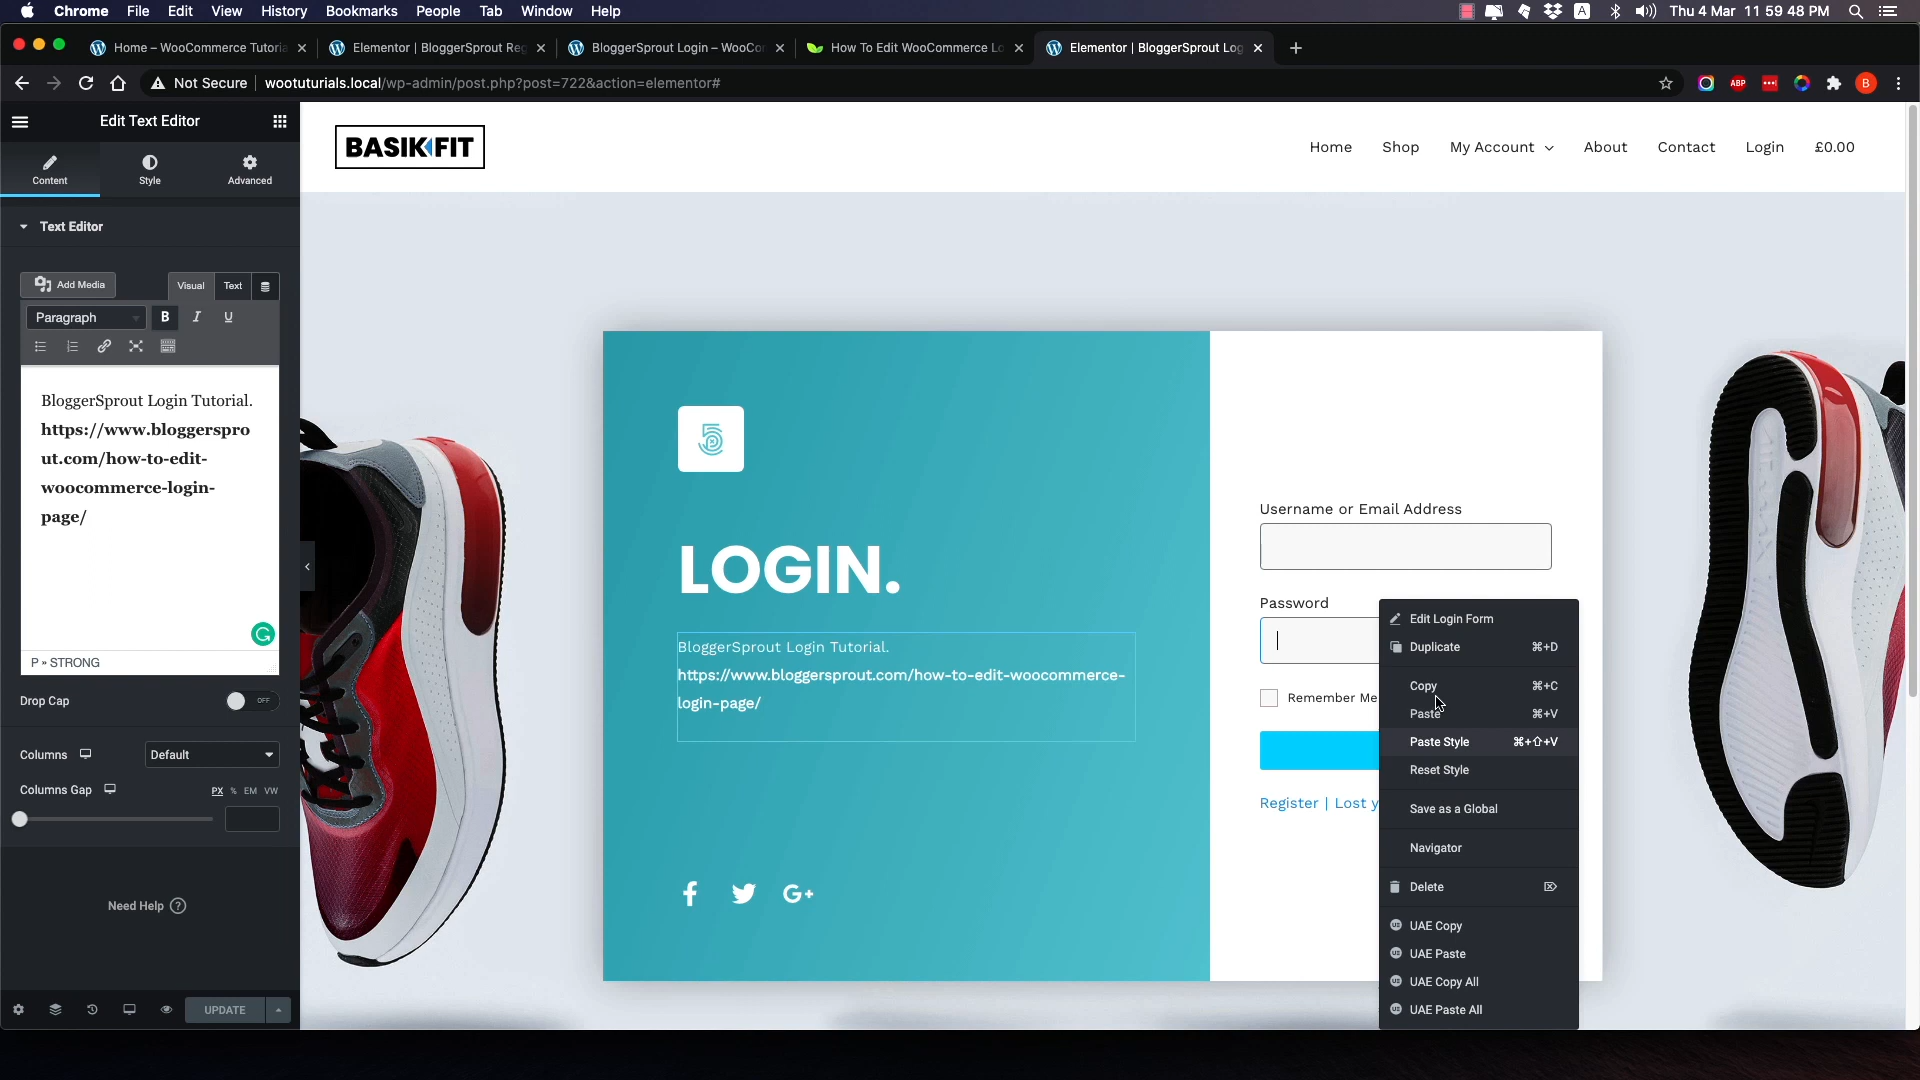 Chrome File Edit View History Bookmarks People Tab Window Help
A Thu 4 Mar 11 59 48 PM
Home – WooCommerce Tutoria
Elementor | BloggerSprout Reg
BloggerSprout Login – WooCom
How To Edit WooCommerce Lo
Elementor | BloggerSprout Log
Not Secure wootuturials.local/wp-admin/post.php?post=722&action=elementor#
ABP
B
Edit Text Editor
Content Style Advanced
Text Editor
Add Media Visual Text
Paragraph B I U
BloggerSprout Login Tutorial.
https://www.bloggerspro
ut.com/how-to-edit-
woocommerce-login-
page/
P » STRONG
Drop Cap OFF
Columns Default
Columns Gap PX % EM VW
Need Help ?
UPDATE
BASIKFIT
Home Shop My Account About Contact Login £0.00
LOGIN.
BloggerSprout Login Tutorial.
https://www.bloggersprout.com/how-to-edit-woocommerce-
login-page/
G+
Username or Email Address
Password
Remember Me
Register | Lost y
Edit Login Form
Duplicate ⌘+D
Copy ⌘+C
Paste ⌘+V
Paste Style ⌘+⇧+V
Reset Style
Save as a Global
Navigator
Delete ⌦
UAE Copy
UAE Paste
UAE Copy All
UAE Paste All